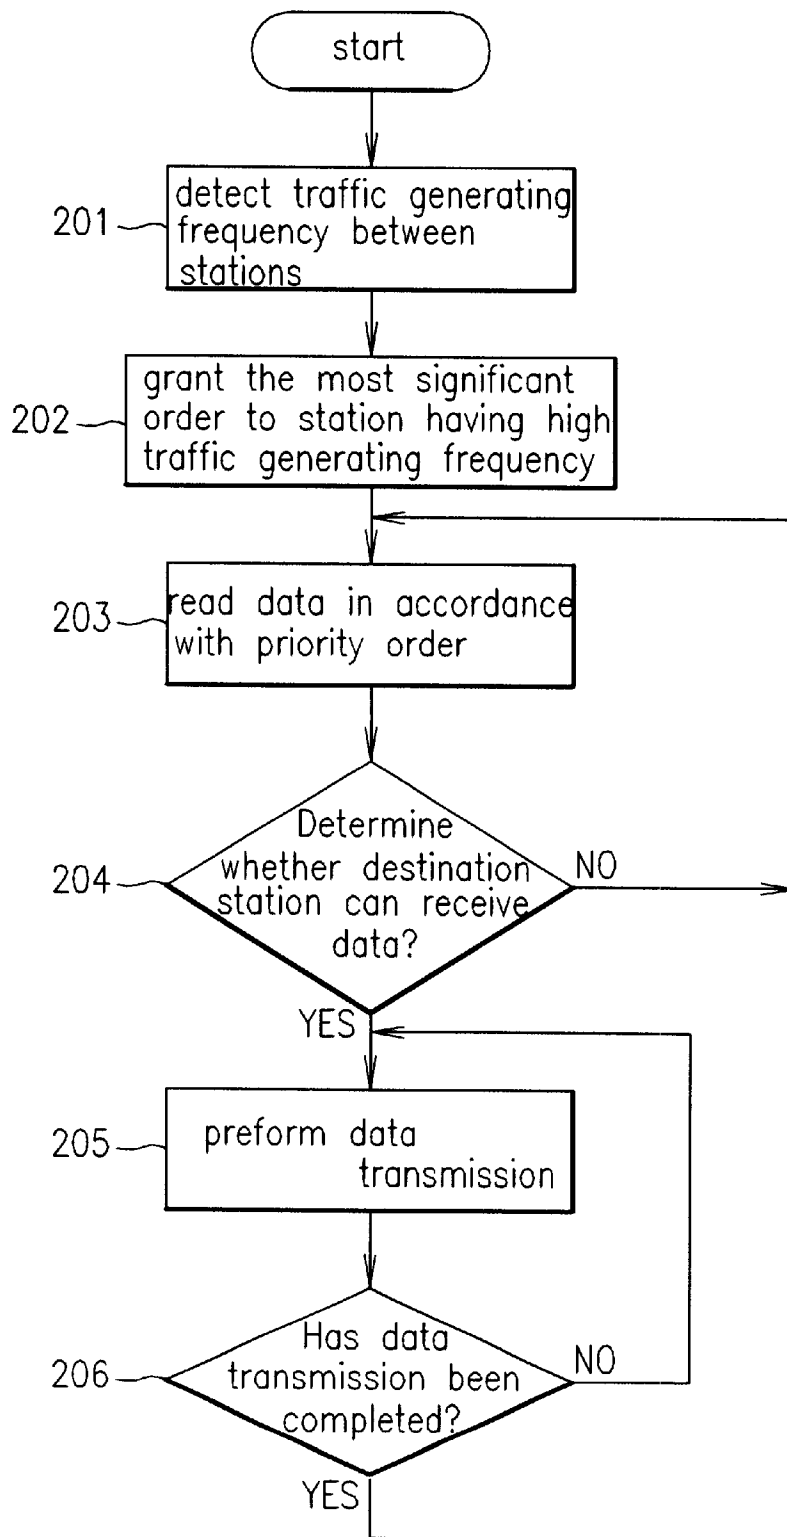 start
201
detect traffic generating
frequency between
stations
202
grant the most significant
order to station having high
traffic generating frequency
203
read data in accordance
with priority order
204
Determine
whether destination
station can receive
data?
NO
YES
205
preform data
transmission
206
Has data
transmission been
completed?
NO
YES